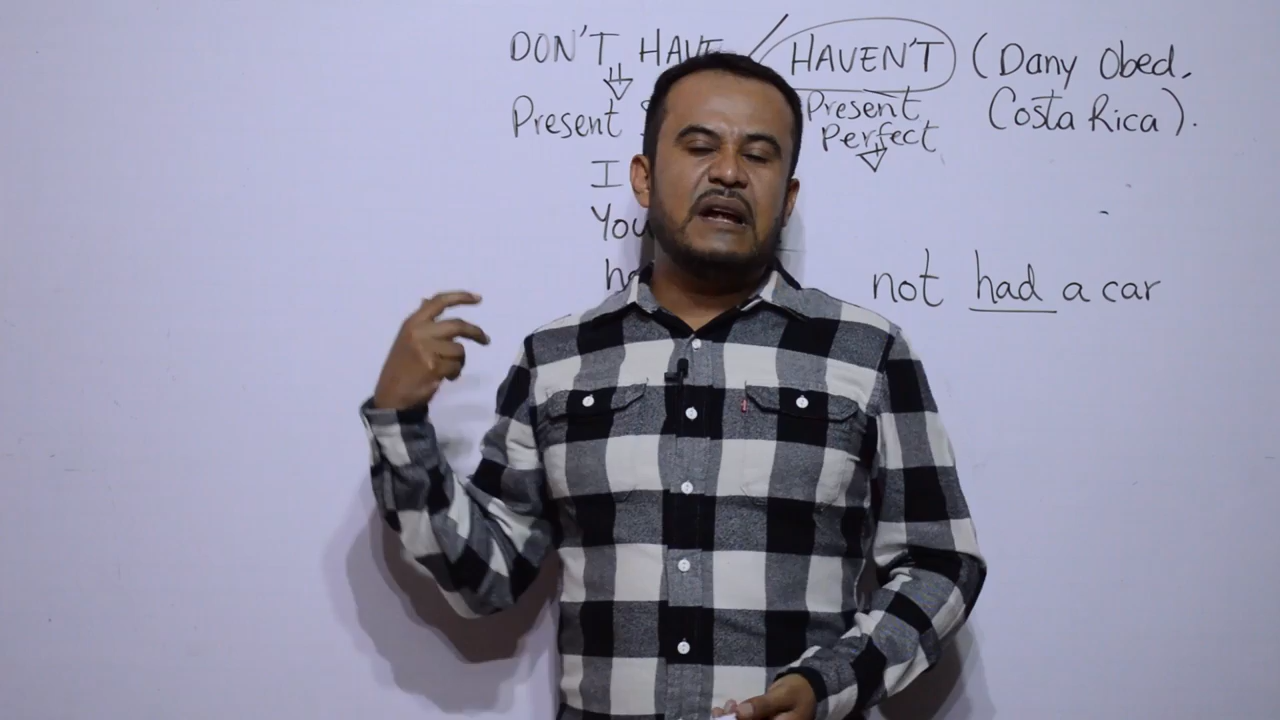 DON'T HAVE / HAVEN'T (Dany Obed,
Present Present Costa Rica).
Perfect
I
You
not had a car